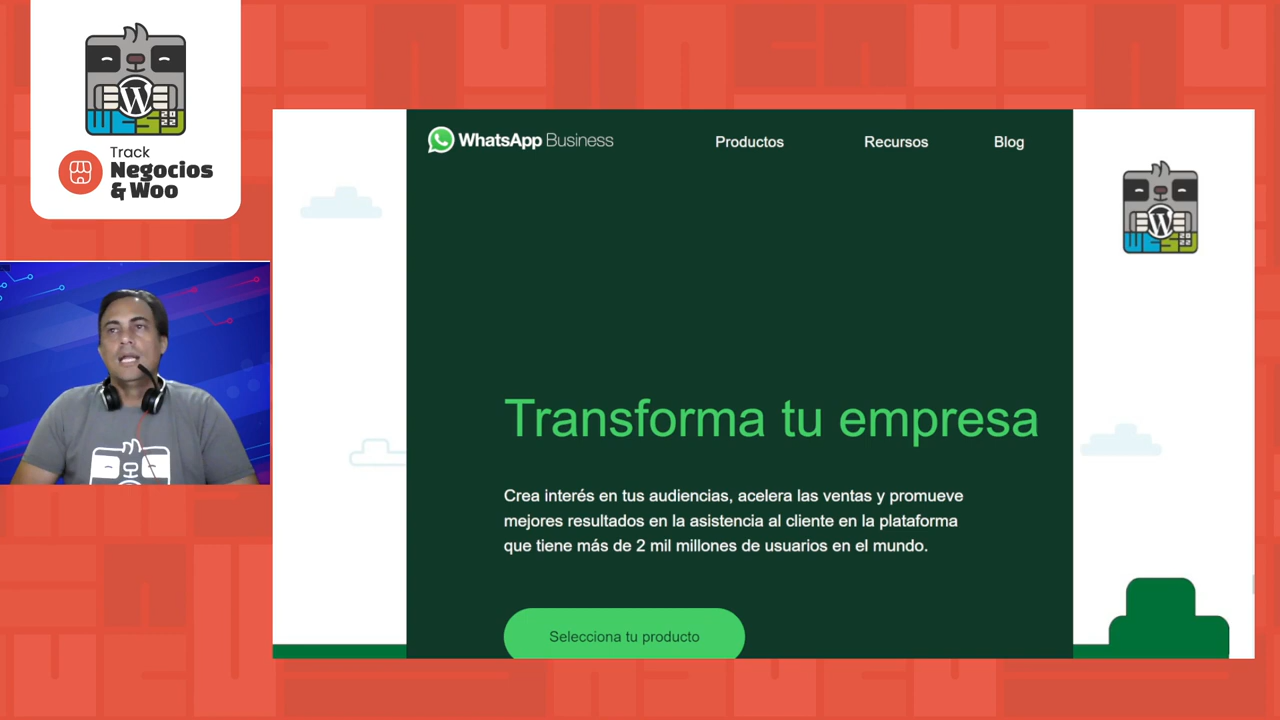 Track
Negocios
& Woo
WhatsApp Business
Productos
Recursos
Blog
Transforma tu empresa
Crea interés en tus audiencias, acelera las ventas y promueve
mejores resultados en la asistencia al cliente en la plataforma
que tiene más de 2 mil millones de usuarios en el mundo.
Selecciona tu producto